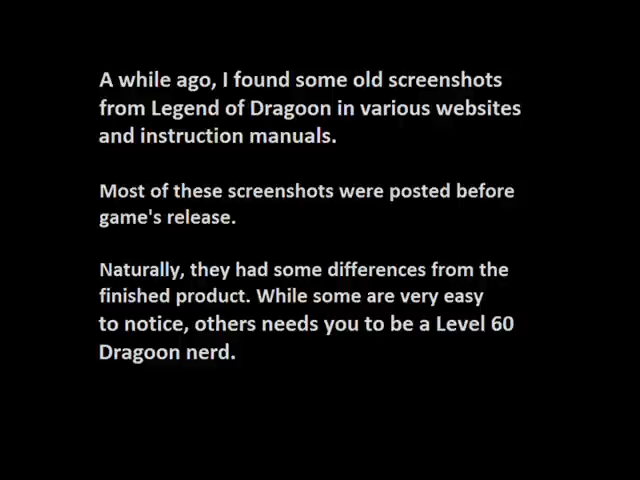 A while ago, I found some old screenshots
from Legend of Dragoon in various websites
and instruction manuals.
Most of these screenshots were posted before
game's release.
Naturally, they had some differences from the
finished product. While some are very easy
to notice, others needs you to be a Level 60
Dragoon nerd.